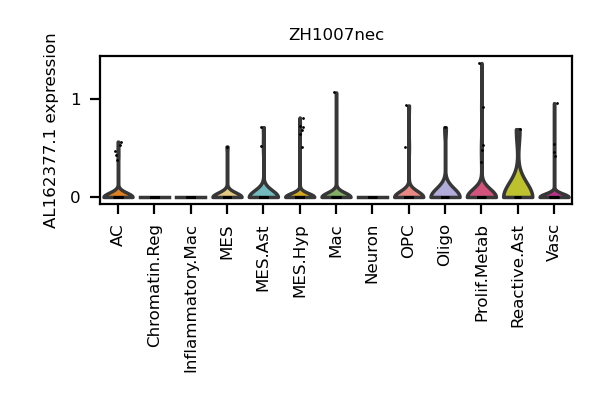 ZH1007nec
AL162377.1 expression
1
0
AC
Chromatin.Reg
Inflammatory.Mac
MES
MES.Ast
MES.Hyp
Mac
Neuron
OPC
Oligo
Prolif.Metab
Reactive.Ast
Vasc